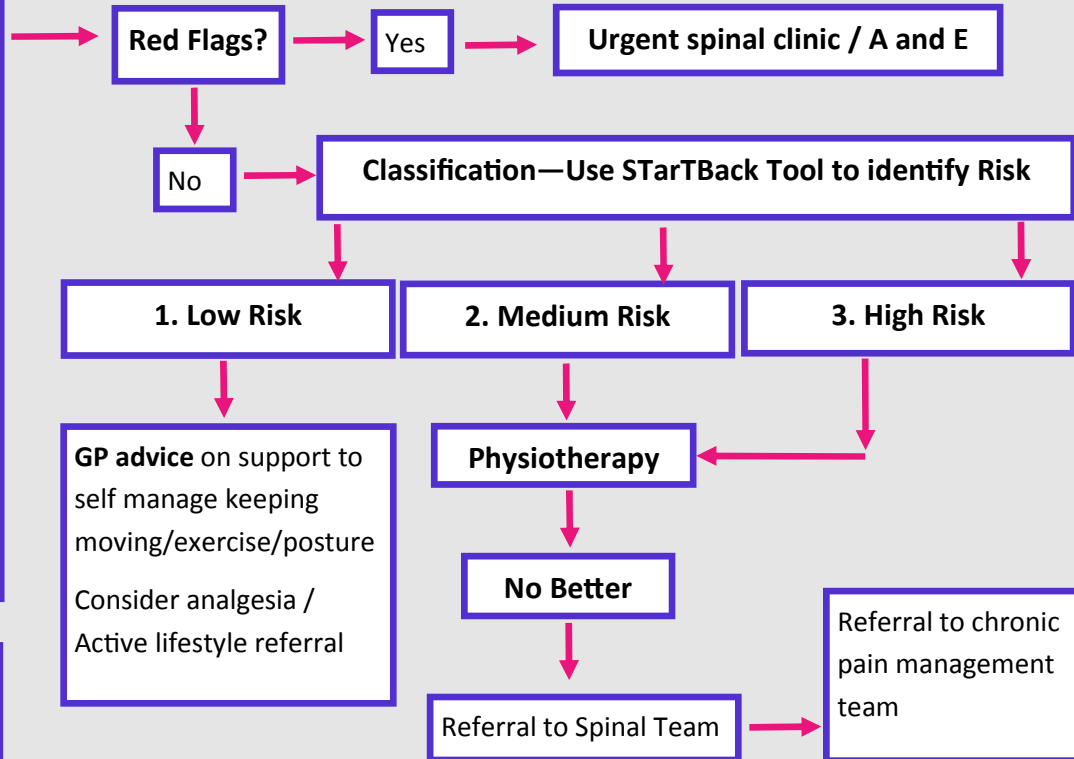 Red Flags?
Yes
Urgent spinal clinic / A and E
No
Classification—Use STarTBack Tool to identify Risk
1. Low Risk
2. Medium Risk
3. High Risk
GP advice on support to
self manage keeping
moving/exercise/posture
Consider analgesia /
Active lifestyle referral
Physiotherapy
No Better
Referral to Spinal Team
Referral to chronic
pain management
team